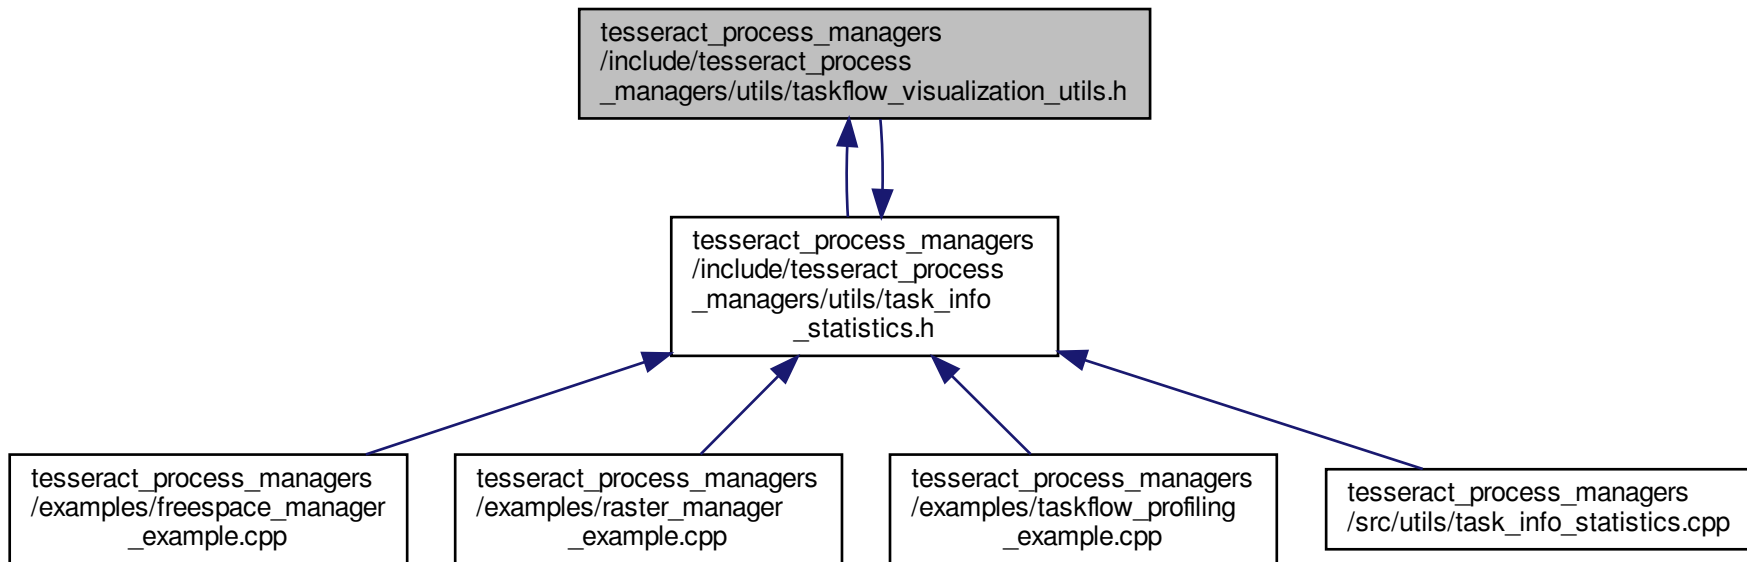 tesseract_process_managers
/include/tesseract_process
_managers/utils/taskflow_visualization_utils.h
tesseract_process_managers
/include/tesseract_process
_managers/utils/task_info
_statistics.h
tesseract_process_managers
/examples/freespace_manager
_example.cpp
tesseract_process_managers
/examples/raster_manager
_example.cpp
tesseract_process_managers
/examples/taskflow_profiling
_example.cpp
tesseract_process_managers
/src/utils/task_info_statistics.cpp